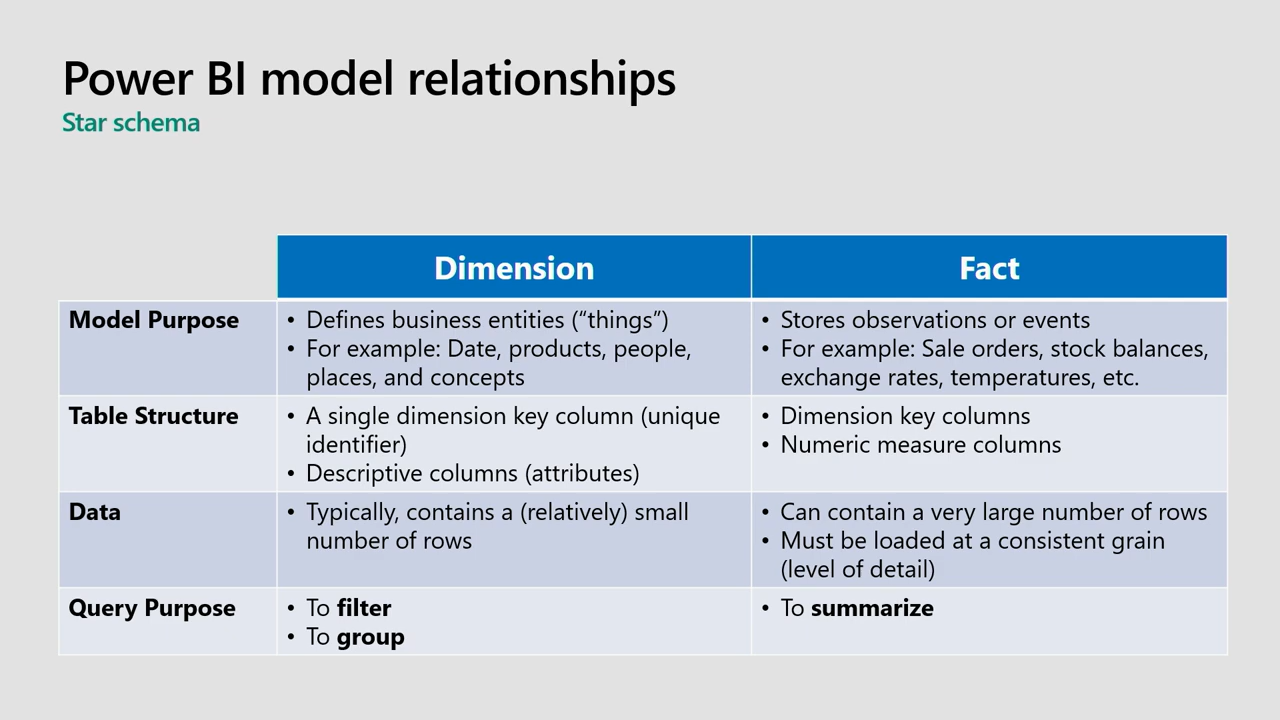 Power BI model relationships
Star schema
Dimension
Fact
Model Purpose
• Defines business entities (“things”)
• For example: Date, products, people,
places, and concepts
• Stores observations or events
• For example: Sale orders, stock balances,
exchange rates, temperatures, etc.
Table Structure
• A single dimension key column (unique
identifier)
• Descriptive columns (attributes)
• Dimension key columns
• Numeric measure columns
Data
• Typically, contains a (relatively) small
number of rows
• Can contain a very large number of rows
• Must be loaded at a consistent grain
(level of detail)
Query Purpose
• To filter
• To group
• To summarize